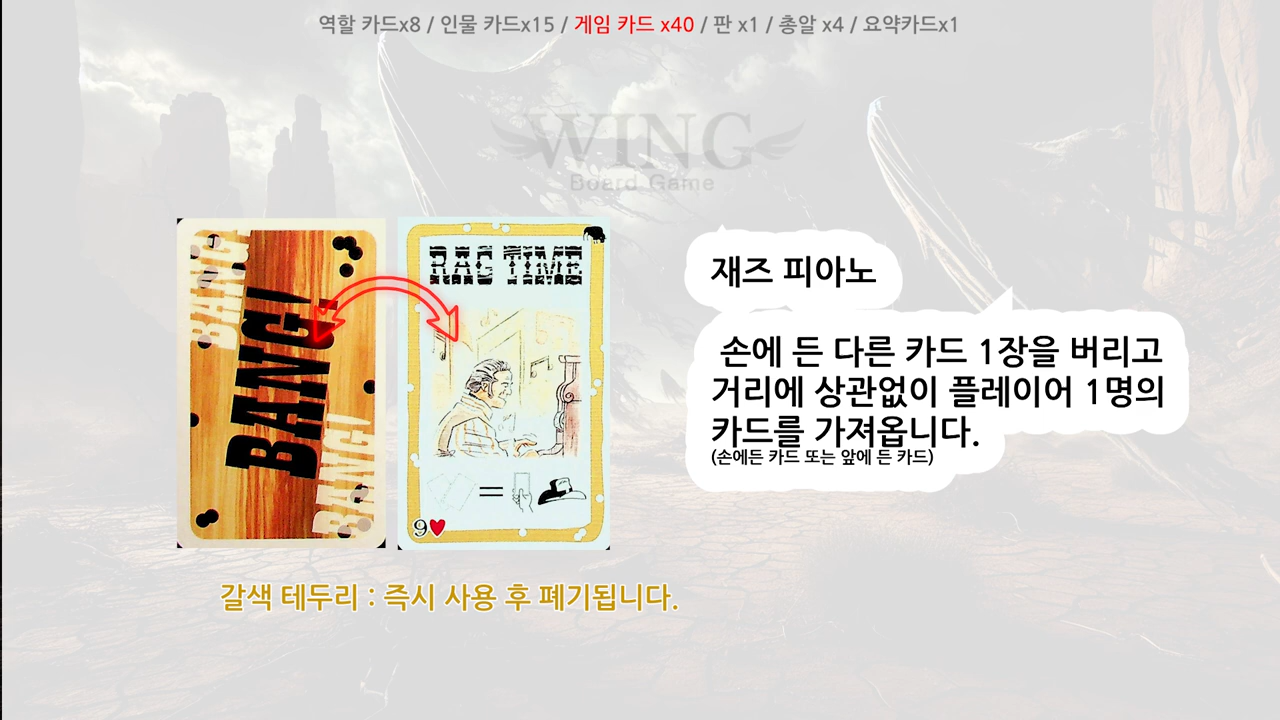 역할 카드x8 / 인물 카드x15 / 게임 카드 x40 / 판 x1 / 총알 x4 / 요약카드x1
WING
Board Game
BANG!
BANG!
BANG!
RAG TIME
9♥
재즈 피아노
손에 든 다른 카드 1장을 버리고
거리에 상관없이 플레이어 1명의
카드를 가져옵니다.
(손에든 카드 또는 앞에 든 카드)
갈색 테두리 : 즉시 사용 후 폐기됩니다.